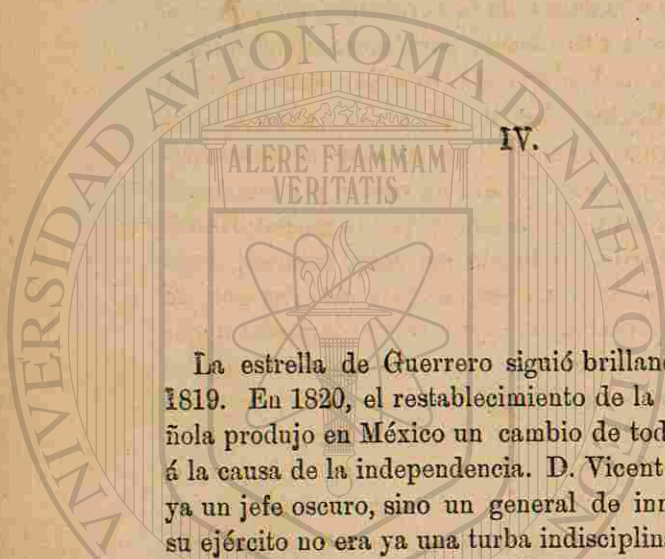 IV.
ALERE FLAMMAM
VERITATIS
La estrella de Guerrero siguió brilland
1819. En 1820, el restablecimiento de la
ñola produjo en México un cambio de tod
á la causa de la independencia. D. Vicent
ya un jefe oscuro, sino un general de inm
su ejército no era ya una turba indisciplin